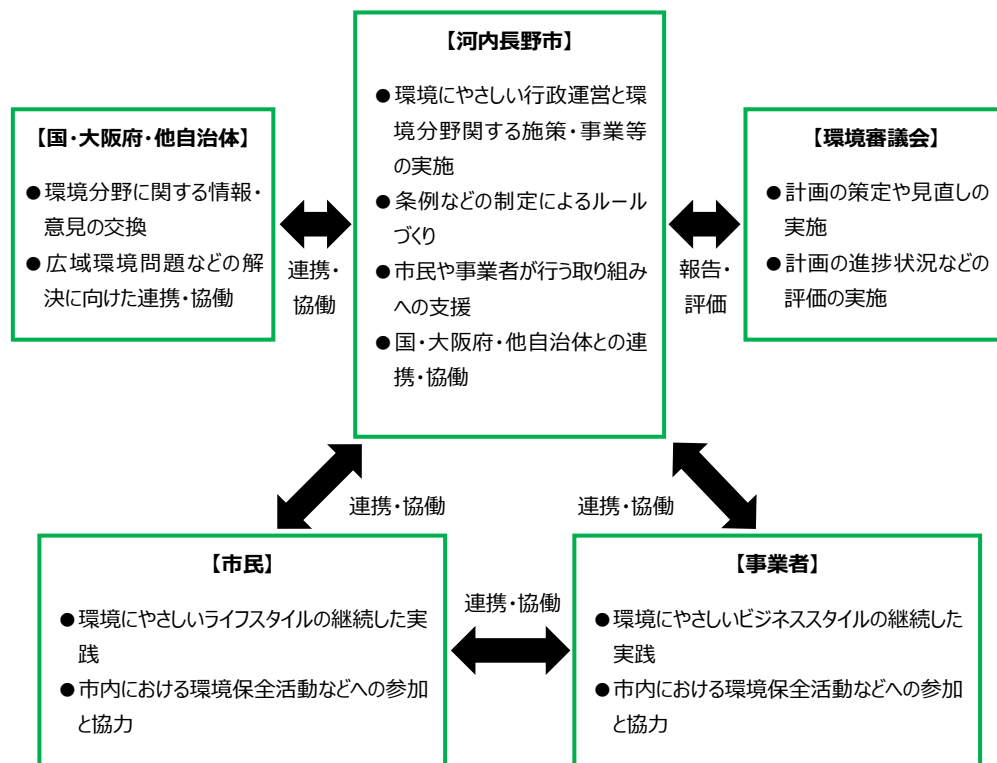 【河内長野市】
●環境にやさしい行政運営と環
境分野関する施策・事業等
の実施
●条例などの制定によるルール
づくり
●市民や事業者が行う取り組み
への支援
●国・大阪府・他自治体との連
携・協働
【国・大阪府・他自治体】
●環境分野に関する情報・
意見の交換
●広域環境問題などの解
決に向けた連携・協働
連携・
協働
報告・
評価
【環境審議会】
●計画の策定や見直しの
実施
●計画の進捗状況などの
評価の実施
連携・協働
連携・協働
【市民】
●環境にやさしいライフスタイルの継続した実
践
●市内における環境保全活動などへの参加
と協力
連携・協働
【事業者】
●環境にやさしいビジネススタイルの継続した
実践
●市内における環境保全活動などへの参加
と協力